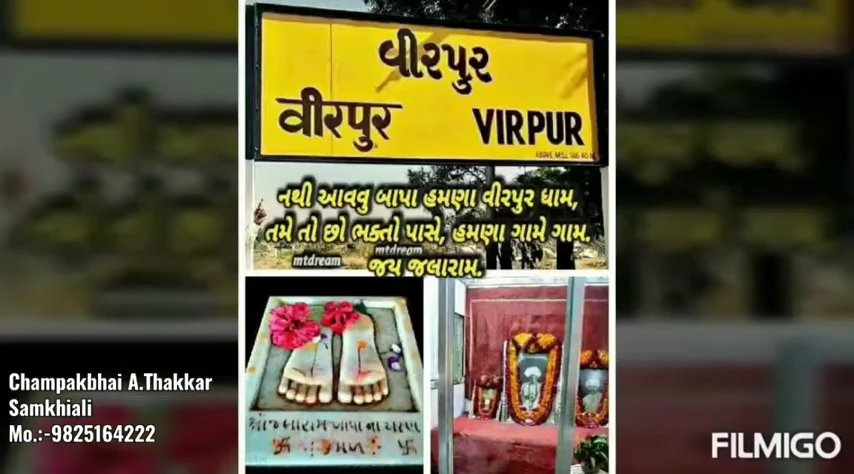 વીરપુર
वीरपुर VIRPUR
નથી આવવુ બાપા હમણા વીરપુર ધામ,
તમે તો છો ભક્તો પાસે, હમણા ગામે ગામ.
mtdream
mtdream
જય જલારામ.
બાપા ના ચરણ
Champakbhai A.Thakkar
Samkhiali
Mo.:-9825164222
FILMIGO